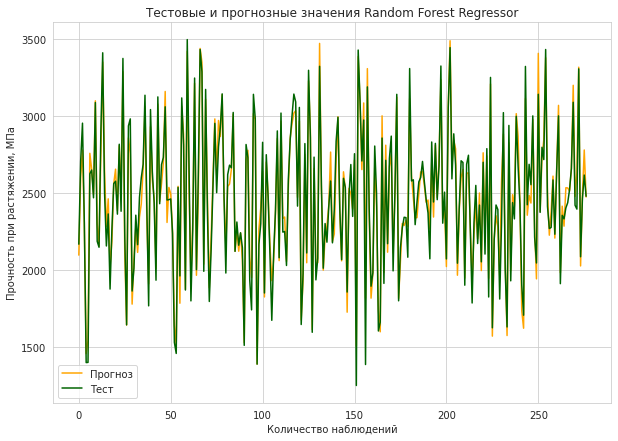 Тестовые и прогнозные значения Random Forest Regressor
Прочность при растяжении, МПа
3500
3000
2500
2000
1500
Прогноз
Тест
0
50
100
150
200
250
Количество наблюдений